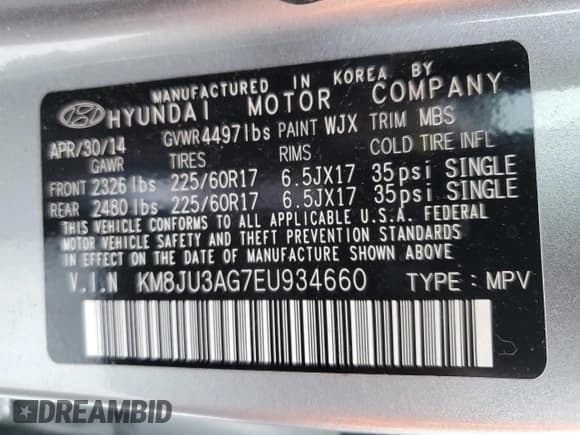 MANUFACTURED IN KOREA BY
HYUNDAI MOTOR COMPANY
APR/30/14 GVWR 4497lbs PAINT WJX TRIM MBS
GAWR TIRES RIMS COLD TIRE INFL
FRONT 2326lbs 225/60R17 6.5JX17 35psi SINGLE
REAR 2480lbs 225/60R17 6.5JX17 35psi SINGLE
THIS VEHICLE CONFORMS TO ALL APPLICABLE U.S.A. FEDERAL
MOTOR VEHICLE SAFETY AND THEFT PREVENTION STANDARDS
IN EFFECT ON THE DATE OF MANUFACTURE SHOWN ABOVE.
V.I.N KM8JU3AG7EU934660 TYPE : MPV
DREAMBID